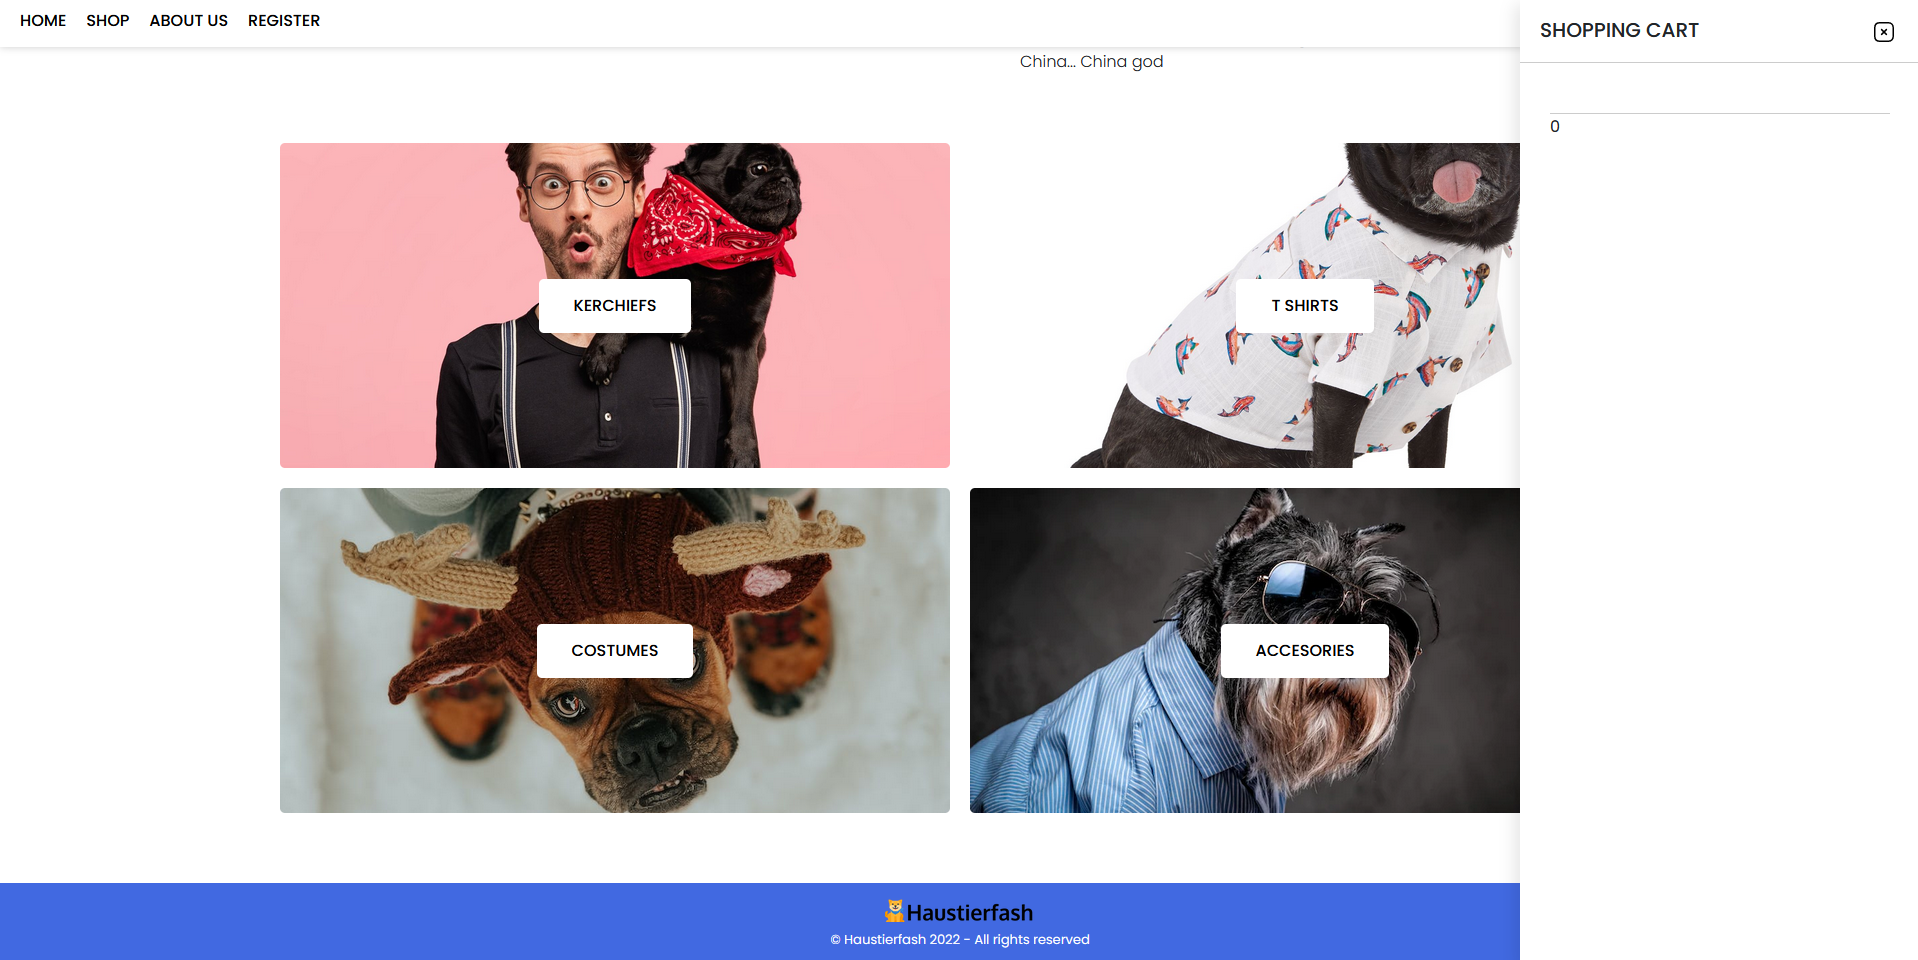 HOME SHOP ABOUT US REGISTER
SHOPPING CART
China... China god
0
KERCHIEFS
T SHIRTS
COSTUMES
ACCESORIES
Haustierfash
© Haustierfash 2022 - All rights reserved